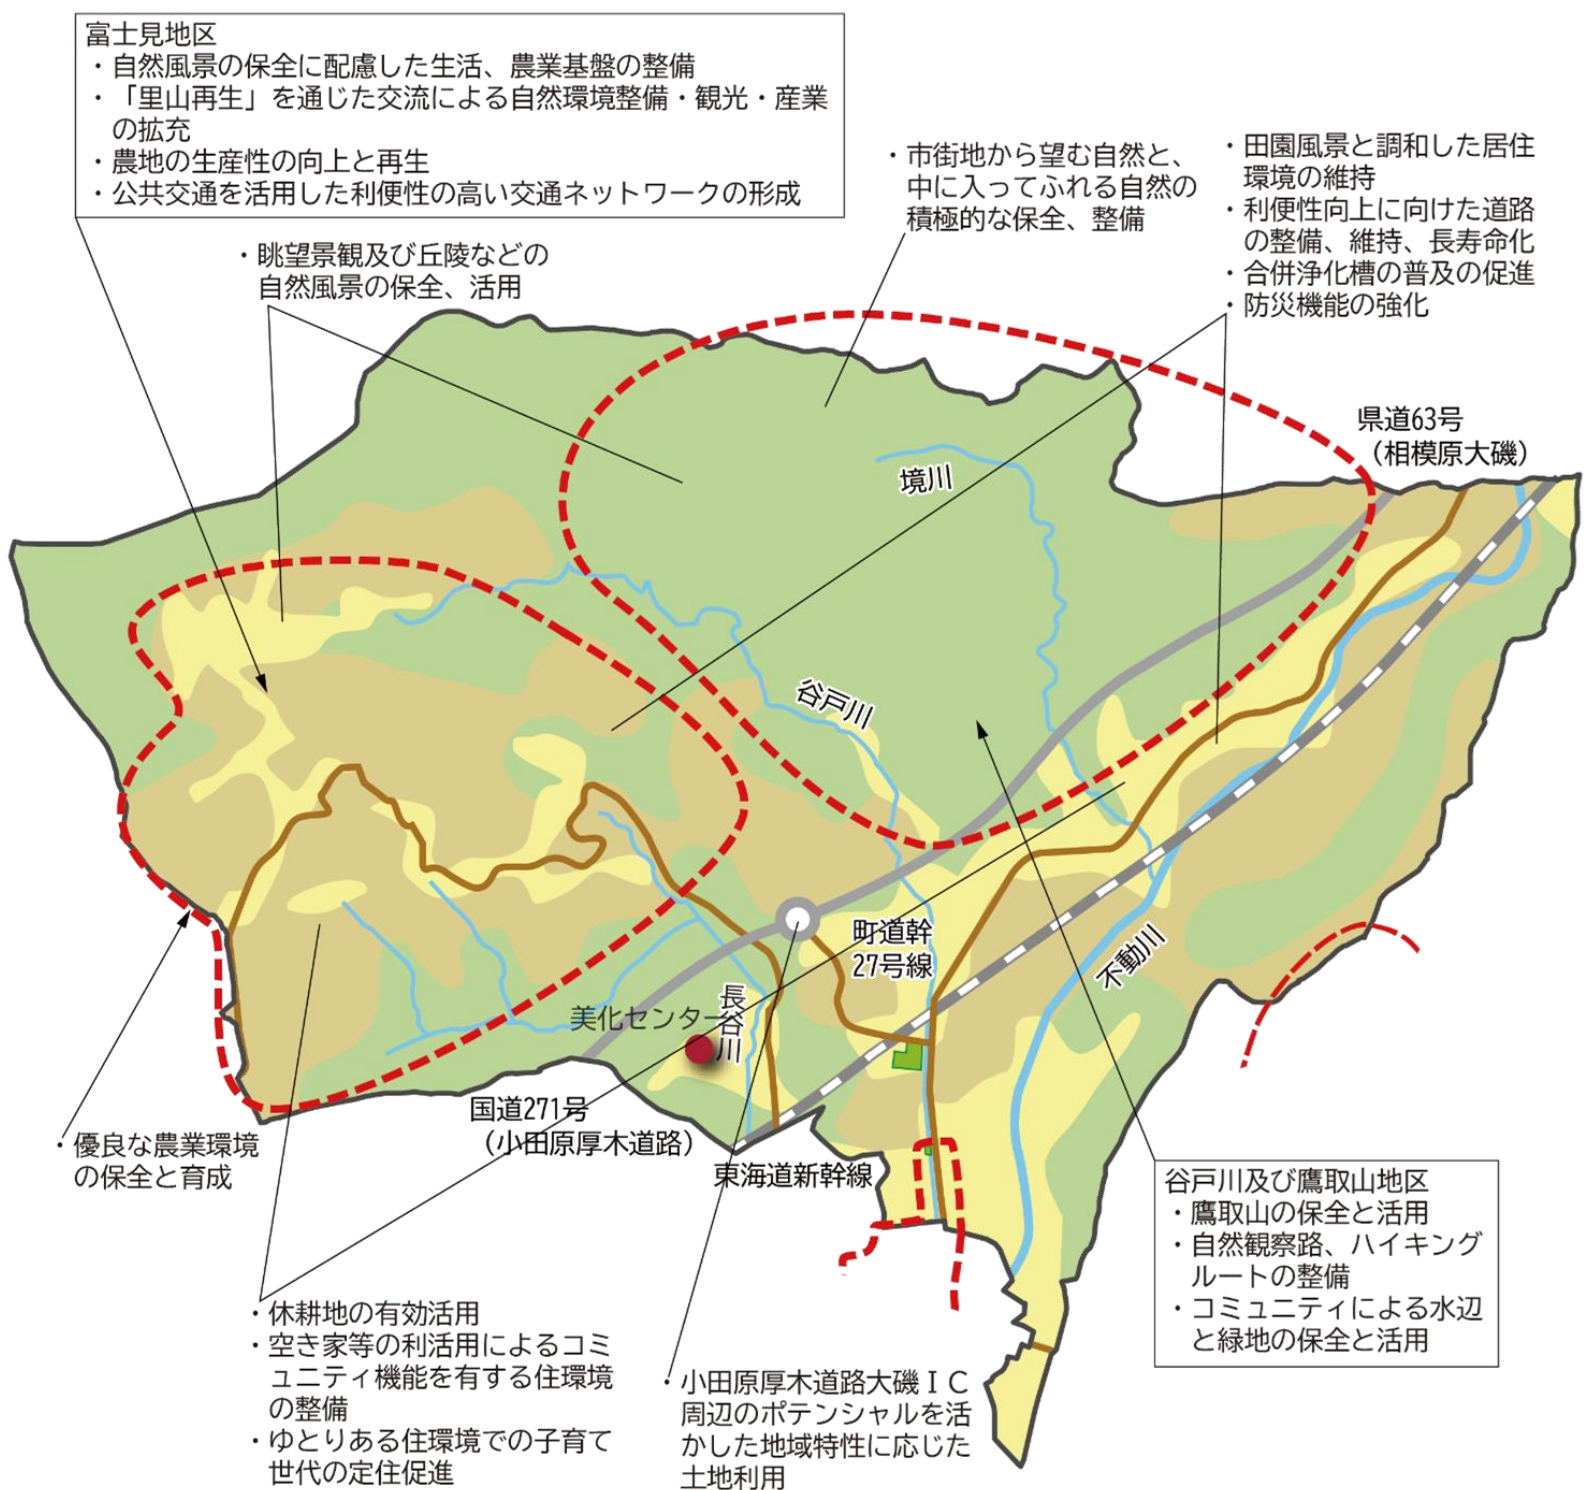 富士見地区
・自然風景の保全に配慮した生活、農業基盤の整備
・「里山再生」を通じた交流による自然環境整備・観光・産業
の拡充
・農地の生産性の向上と再生
・公共交通を活用した利便性の高い交通ネットワークの形成
・眺望景観及び丘陵などの
自然風景の保全、活用
・市街地から望む自然と、
中に入ってふれる自然の
積極的な保全、整備
・田園風景と調和した居住
環境の維持
・利便性向上に向けた道路
の整備、維持、長寿命化
・合併浄化槽の普及の促進
・防災機能の強化
県道63号
（相模原大磯）
境川
谷戸川
町道幹
27号線
不動川
長谷川
美化センター
国道271号
（小田原厚木道路）
東海道新幹線
・優良な農業環境
の保全と育成
・休耕地の有効活用
・空き家等の利活用によるコミ
ュニティ機能を有する住環境
の整備
・ゆとりある住環境での子育て
世代の定住促進
・小田原厚木道路大磯ＩＣ
周辺のポテンシャルを活
かした地域特性に応じた
土地利用
谷戸川及び鷹取山地区
・鷹取山の保全と活用
・自然観察路、ハイキング
ルートの整備
・コミュニティによる水辺
と緑地の保全と活用